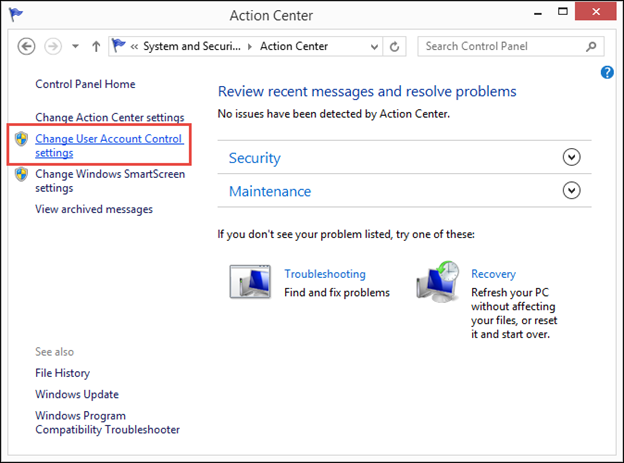 Action Center
« System and Securi... ▸ Action Center
Search Control Panel
Control Panel Home
Change Action Center settings
Change User Account Control
settings
Change Windows SmartScreen
settings
View archived messages
Review recent messages and resolve problems
No issues have been detected by Action Center.
Security
Maintenance
If you don't see your problem listed, try one of these:
Troubleshooting
Find and fix problems
Recovery
Refresh your PC
without affecting
your files, or reset
it and start over.
See also
File History
Windows Update
Windows Program
Compatibility Troubleshooter